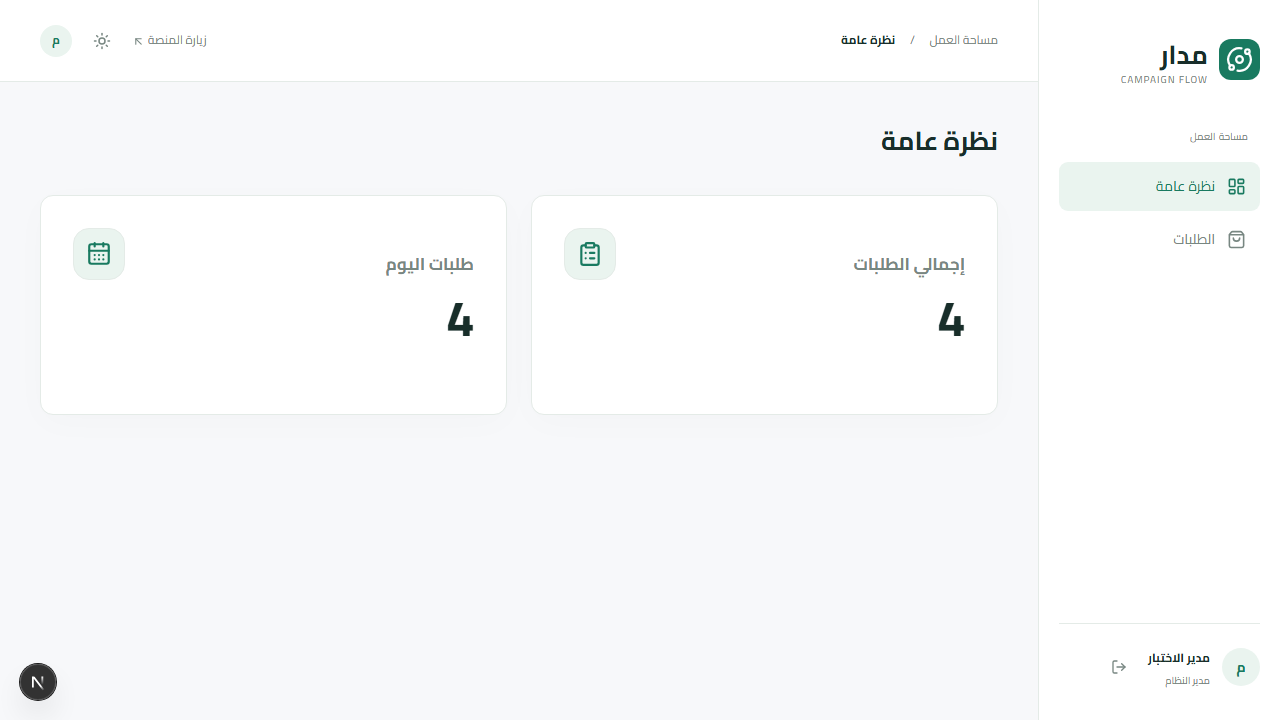 مدار
CAMPAIGN FLOW
مساحة العمل
نظرة عامة
الطلبات
مدير الاختبار
مدير النظام
م
مساحة العمل / نظرة عامة
زيارة المنصة
م
نظرة عامة
إجمالي الطلبات
4
طلبات اليوم
4
N